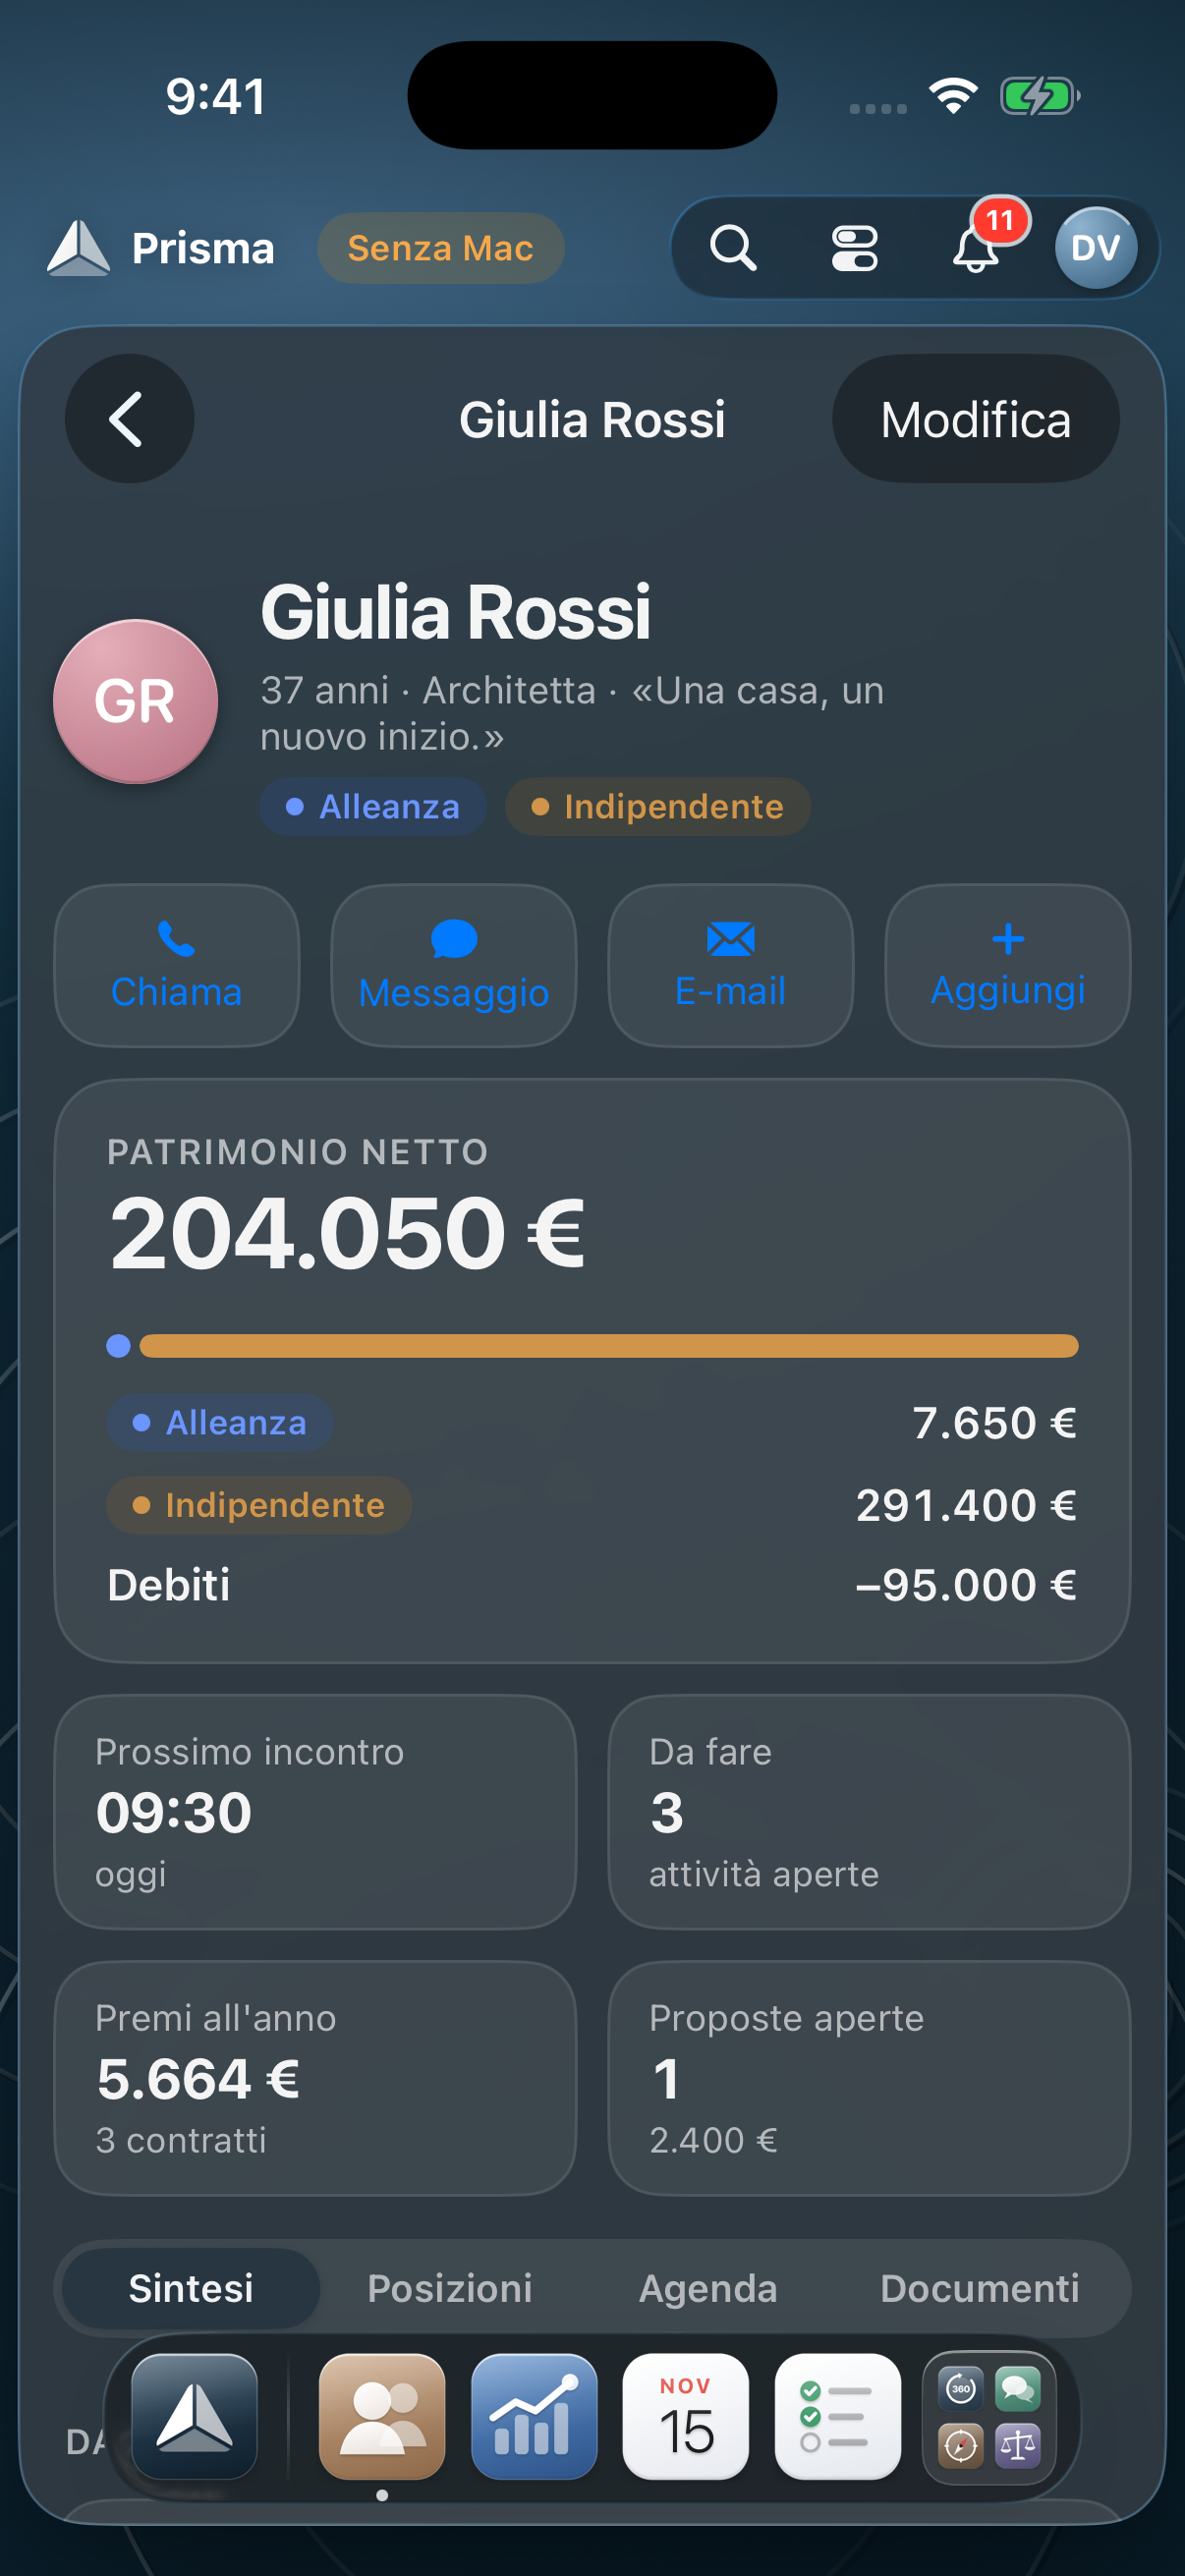 9:41
Prisma
Senza Mac
11
DV
Giulia Rossi
Modifica
GR
Giulia Rossi
37 anni · Architetta · «Una casa, un
nuovo inizio.»
Alleanza
Indipendente
Chiama
Messaggio
E-mail
Aggiungi
PATRIMONIO NETTO
204.050 €
Alleanza
7.650 €
Indipendente
291.400 €
Debiti
–95.000 €
Prossimo incontro
09:30
oggi
Da fare
3
attività aperte
Premi all'anno
5.664 €
3 contratti
Proposte aperte
1
2.400 €
Sintesi
Posizioni
Agenda
Documenti
NOV
15
360